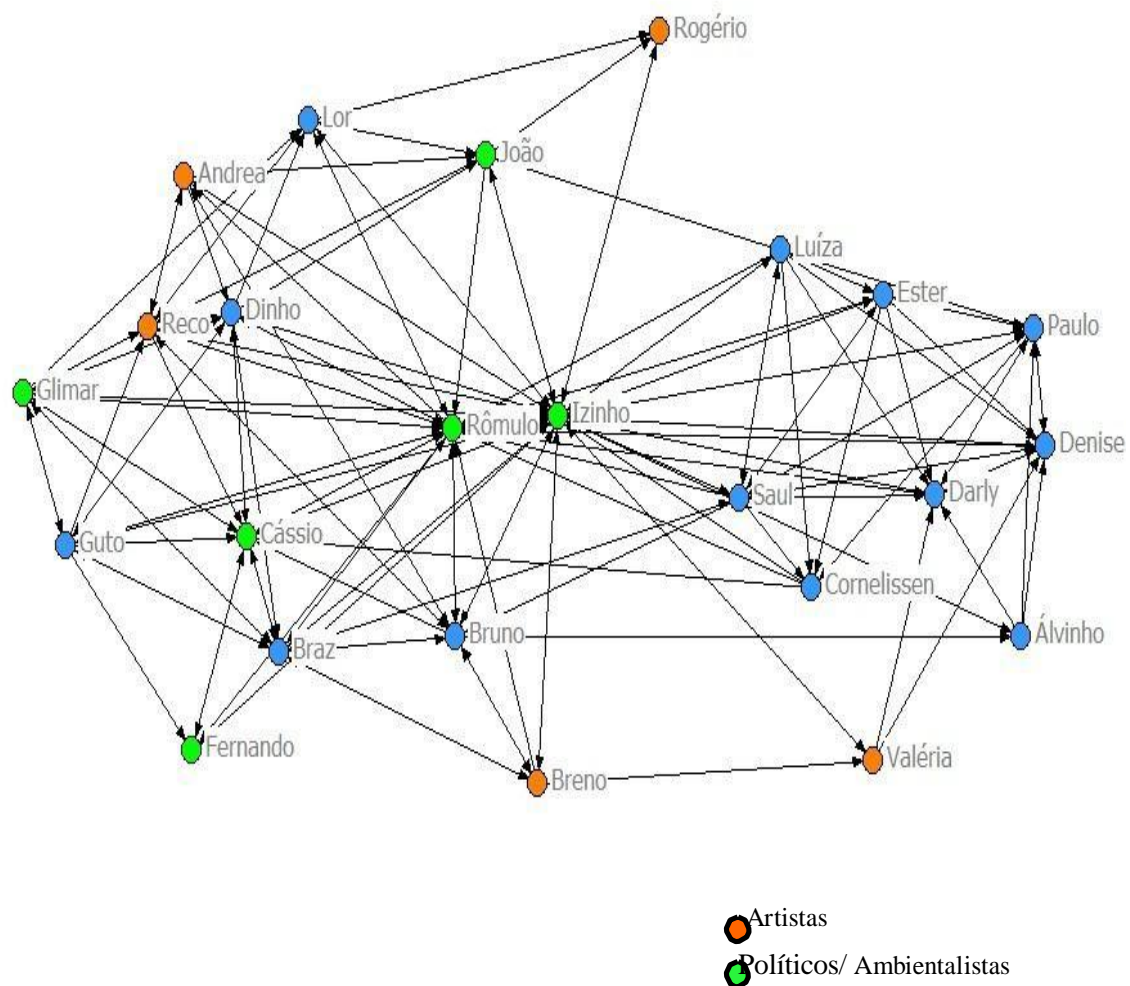 Rogério
Lor
João
Andrea
Luíza
Ester
Reco
Dinho
Paulo
Glimar
Rômulo
Izinho
Denise
Saul
Darly
Guto
Cássio
Cornelissen
Braz
Bruno
Álvinho
Fernando
Breno
Valéria
Artistas
Políticos/ Ambientalistas